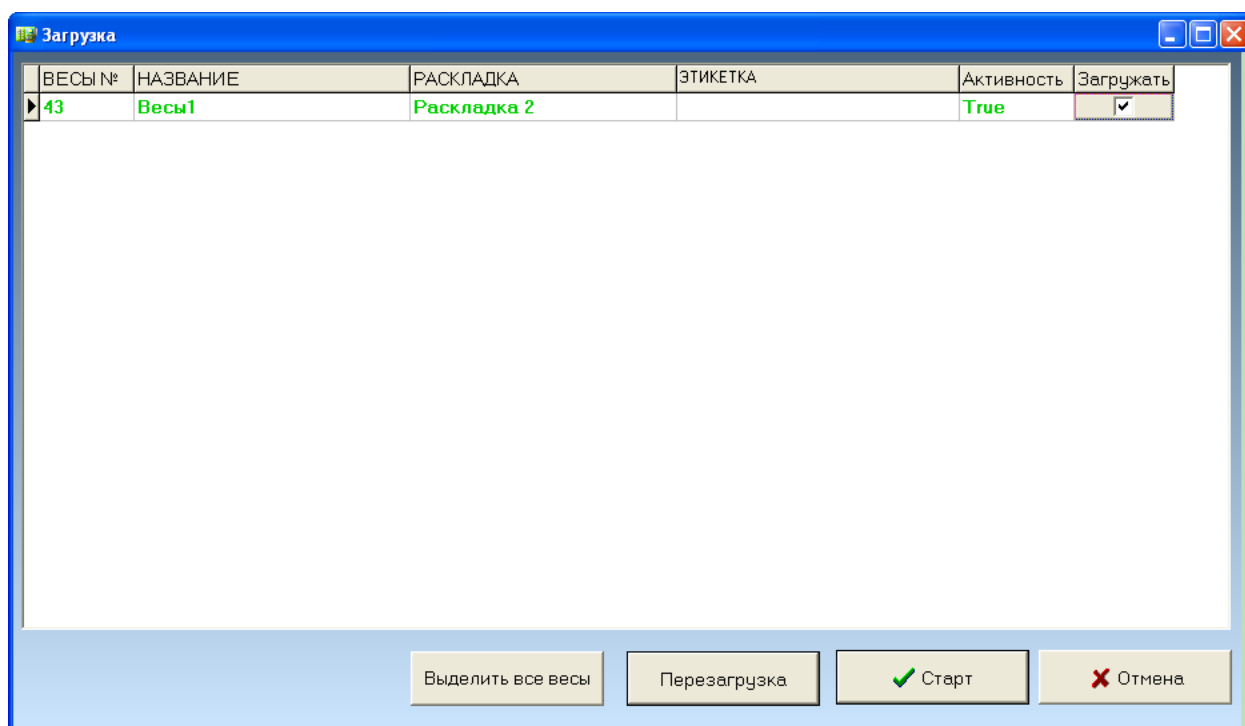 Загрузка
ВЕСЫ № НАЗВАНИЕ РАСКЛАДКА ЭТИКЕТКА Активность Загружать
43 Весы1 Раскладка 2 True
Выделить все весы Перезагрузка Старт Отмена